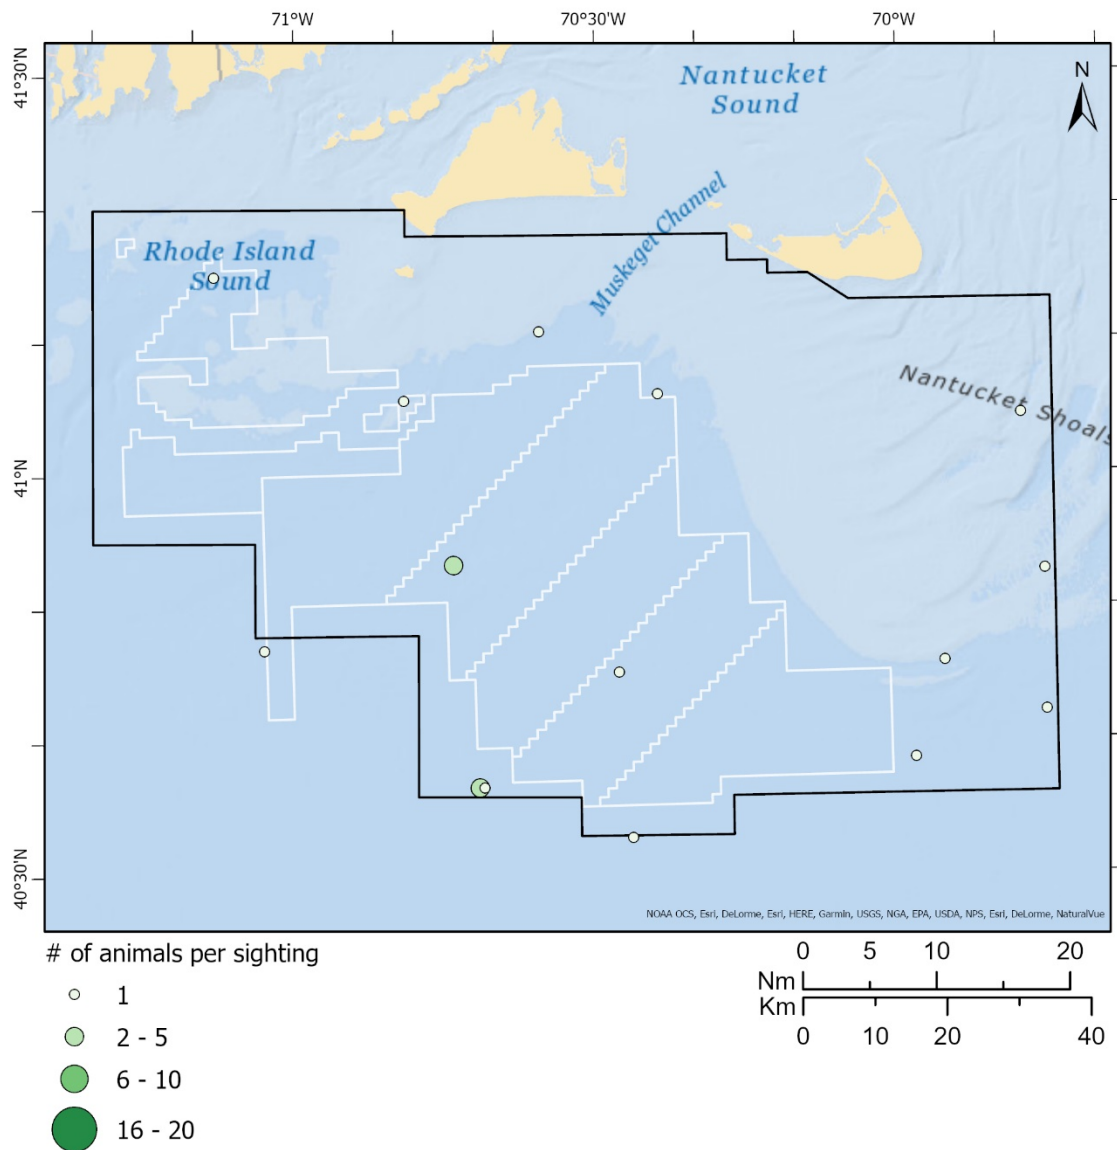 71°W 70°30'W 70°W
41°30'N
Nantucket
Sound
N
Muskeget Channel
Rhode Island
Sound
Nantucket Shoals
41°N
40°30'N
NOAA OCS, Esri, DeLorme, Esri, HERE, Garmin, USGS, NGA, EPA, USDA, NPS, Esri, DeLorme, NaturalVue
# of animals per sighting
1
2 - 5
6 - 10
16 - 20
0 5 10 20
Nm
Km
0 10 20 40